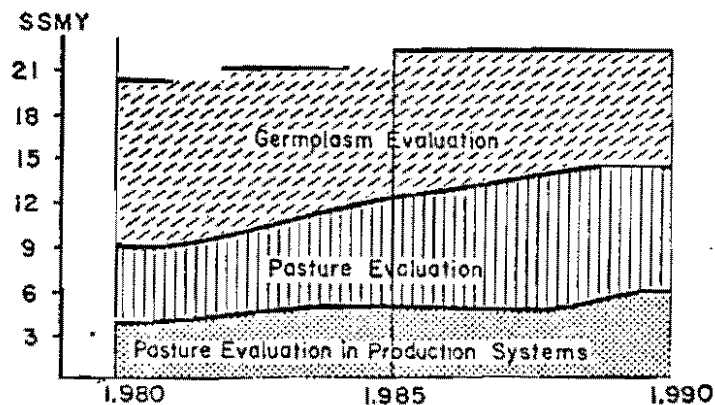 SSMY
21
18
15
12
9
6
3
Germplasm Evaluation
Pasture Evaluation
Pasture Evaluation in Production Systems
1.980 1.985 1.990